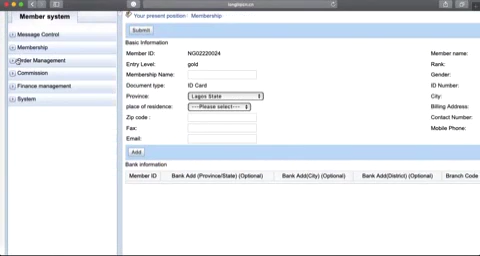 Member system
Message Control
Membership
Order Management
Commission
Finance management
System
Your present position: Membership
Submit
Basic Information
Member ID: NG02220024 Member name:
Entry Level: gold Rank:
Membership Name: Gender:
Document type: ID Card ID Number:
Province: Lagos State City:
place of residence: ---Please select--- Billing Address:
Zip code : Contact Number:
Fax: Mobile Phone:
Email:
Add
Bank information
Member ID Bank Add (Province/State) (Optional) Bank Add(City) (Optional) Bank Add(District) (Optional) Branch Code